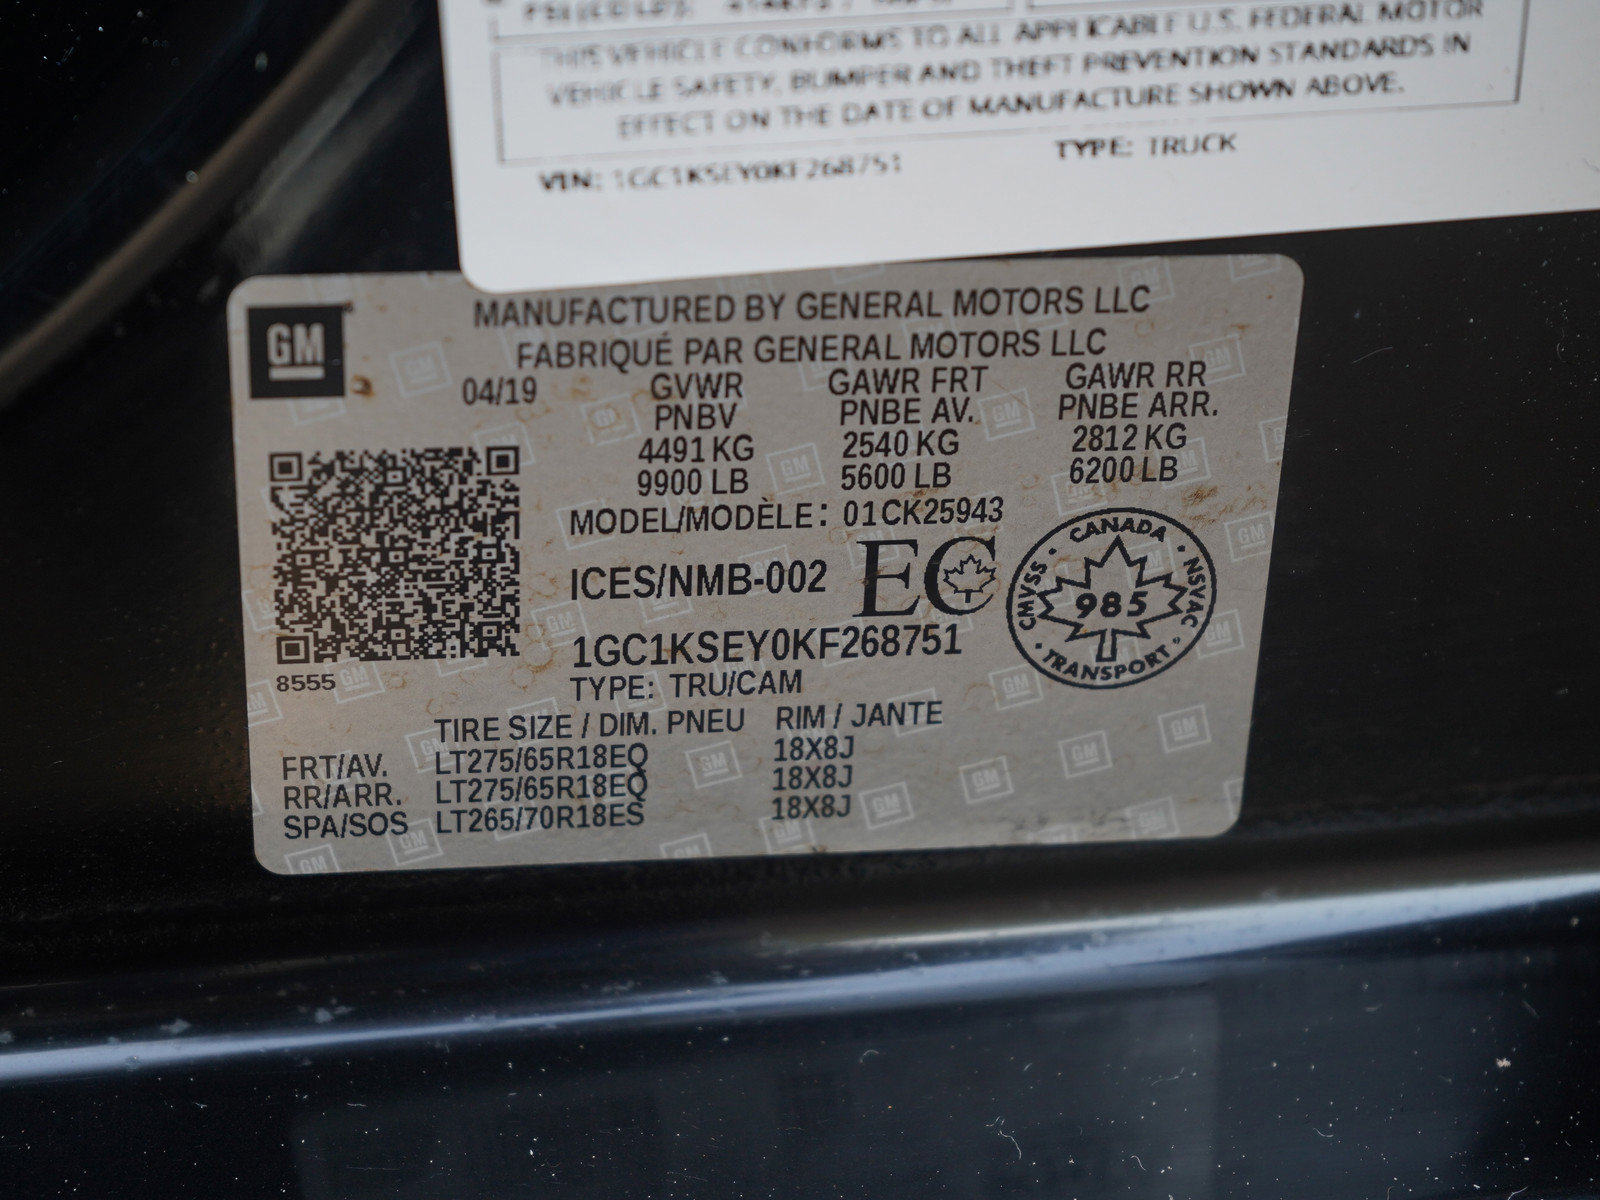 THIS VEHICLE CONFORMS TO ALL APPLICABLE U.S. FEDERAL MOTOR
VEHICLE SAFETY, BUMPER AND THEFT PREVENTION STANDARDS IN
EFFECT ON THE DATE OF MANUFACTURE SHOWN ABOVE.
VIN: 1GC1KSEY0KF268751 TYPE: TRUCK
GM
MANUFACTURED BY GENERAL MOTORS LLC
FABRIQUÉ PAR GENERAL MOTORS LLC
04/19 GVWR GAWR FRT GAWR RR
PNBV PNBE AV. PNBE ARR.
4491 KG 2540 KG 2812 KG
9900 LB 5600 LB 6200 LB
MODEL/MODÈLE: 01CK25943
ICES/NMB-002 EC
CANADA
CMVSS 985 NSVAC
TRANSPORT
1GC1KSEY0KF268751
8555
TYPE: TRU/CAM
TIRE SIZE / DIM. PNEU RIM / JANTE
FRT/AV. LT275/65R18EQ 18X8J
RR/ARR. LT275/65R18EQ 18X8J
SPA/SOS LT265/70R18ES 18X8J